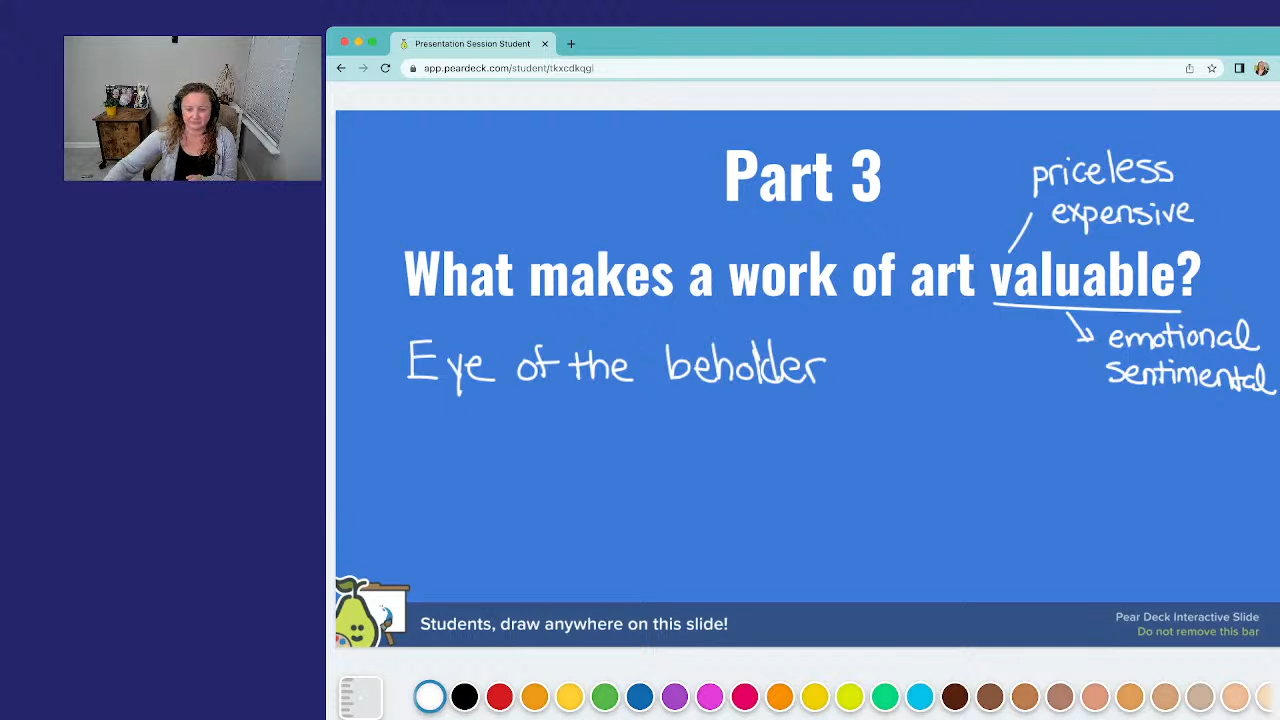 Presentation Session Student
app.peardeck.com/student/tkxcdkqgl
Part 3
priceless
expensive
What makes a work of art valuable?
emotional
sentimental
Eye of the beholder
Students, draw anywhere on this slide!
Pear Deck Interactive Slide
Do not remove this bar